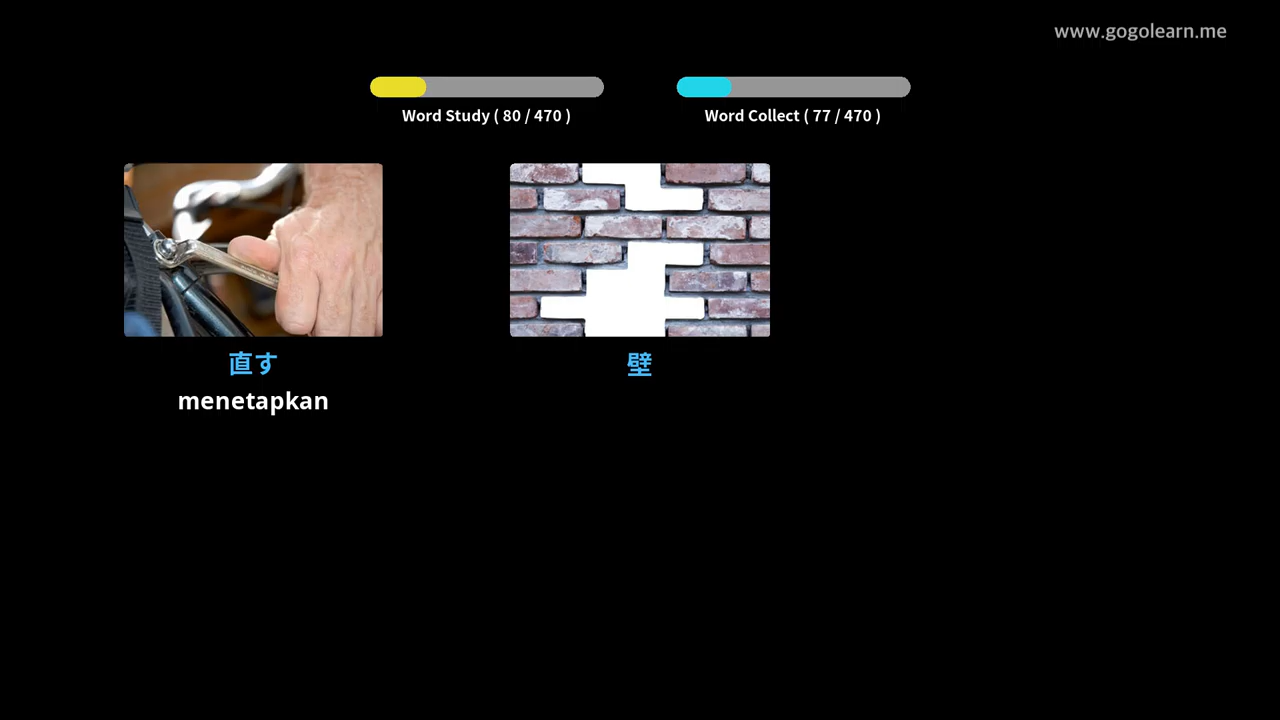 www.gogolearn.me
Word Study ( 80 / 470 )
Word Collect ( 77 / 470 )
直す
menetapkan
壁